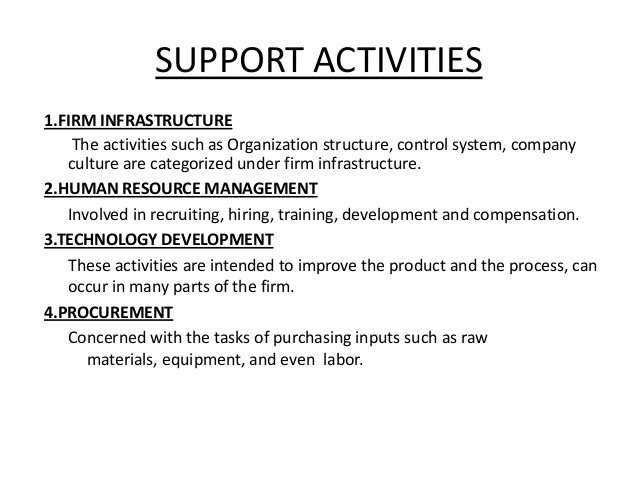 SUPPORT ACTIVITIES
1.FIRM INFRASTRUCTURE
The activities such as Organization structure, control system, company
culture are categorized under firm infrastructure.
2.HUMAN RESOURCE MANAGEMENT
Involved in recruiting, hiring, training, development and compensation.
3.TECHNOLOGY DEVELOPMENT
These activities are intended to improve the product and the process, can
occur in many parts of the firm.
4.PROCUREMENT
Concerned with the tasks of purchasing inputs such as raw
materials, equipment, and even labor.